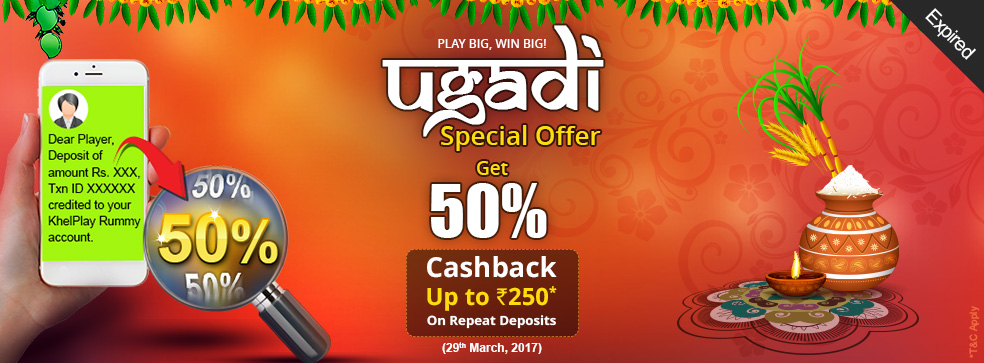 Expired
PLAY BIG, WIN BIG!
ugadi
Special Offer
Get
50%
Cashback
Up to ₹250*
On Repeat Deposits
(29th March, 2017)
Dear Player,
Deposit of
amount Rs. XXX,
Txn ID XXXXXX
credited to your
KhelPlay Rummy
account.
50%
50%
50%
*T&C Apply